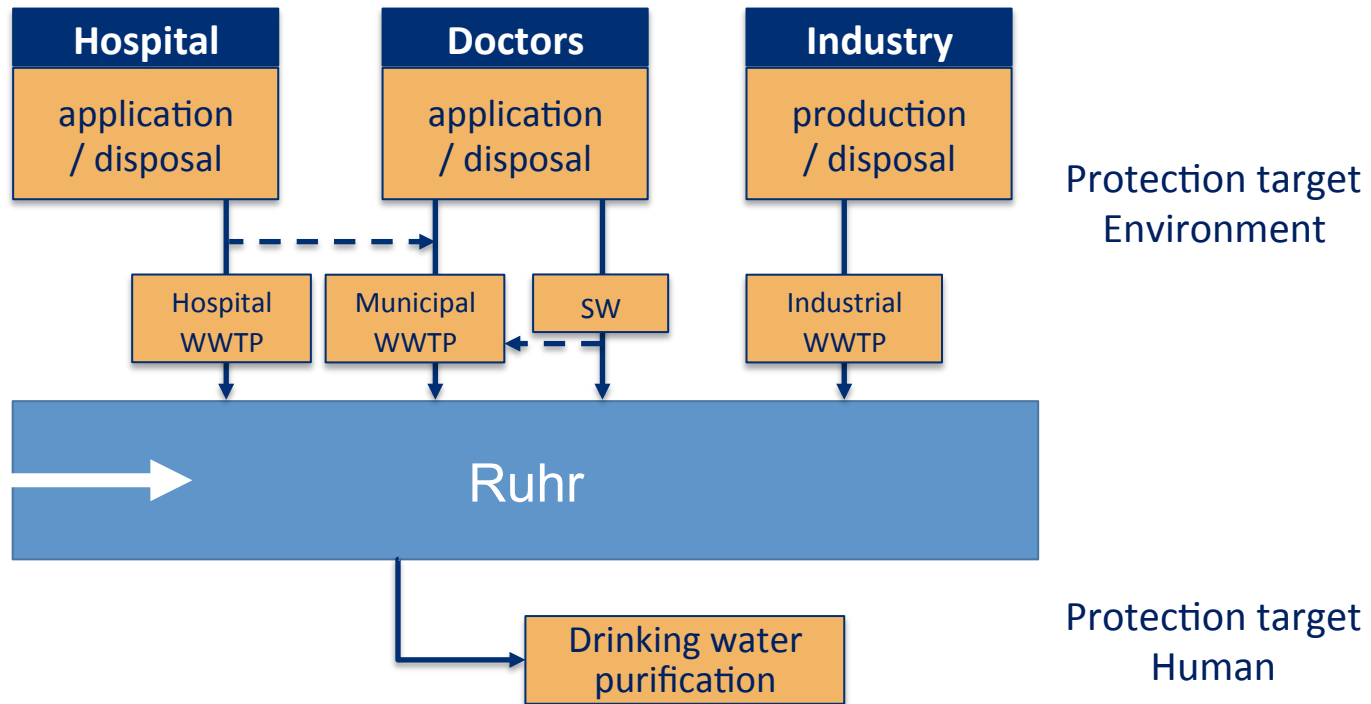 Hospital
application
/ disposal
Doctors
application
/ disposal
Industry
production
/ disposal
Protection target
Environment
Hospital
WWTP
Municipal
WWTP
SW
Industrial
WWTP
Ruhr
Drinking water
purification
Protection target
Human